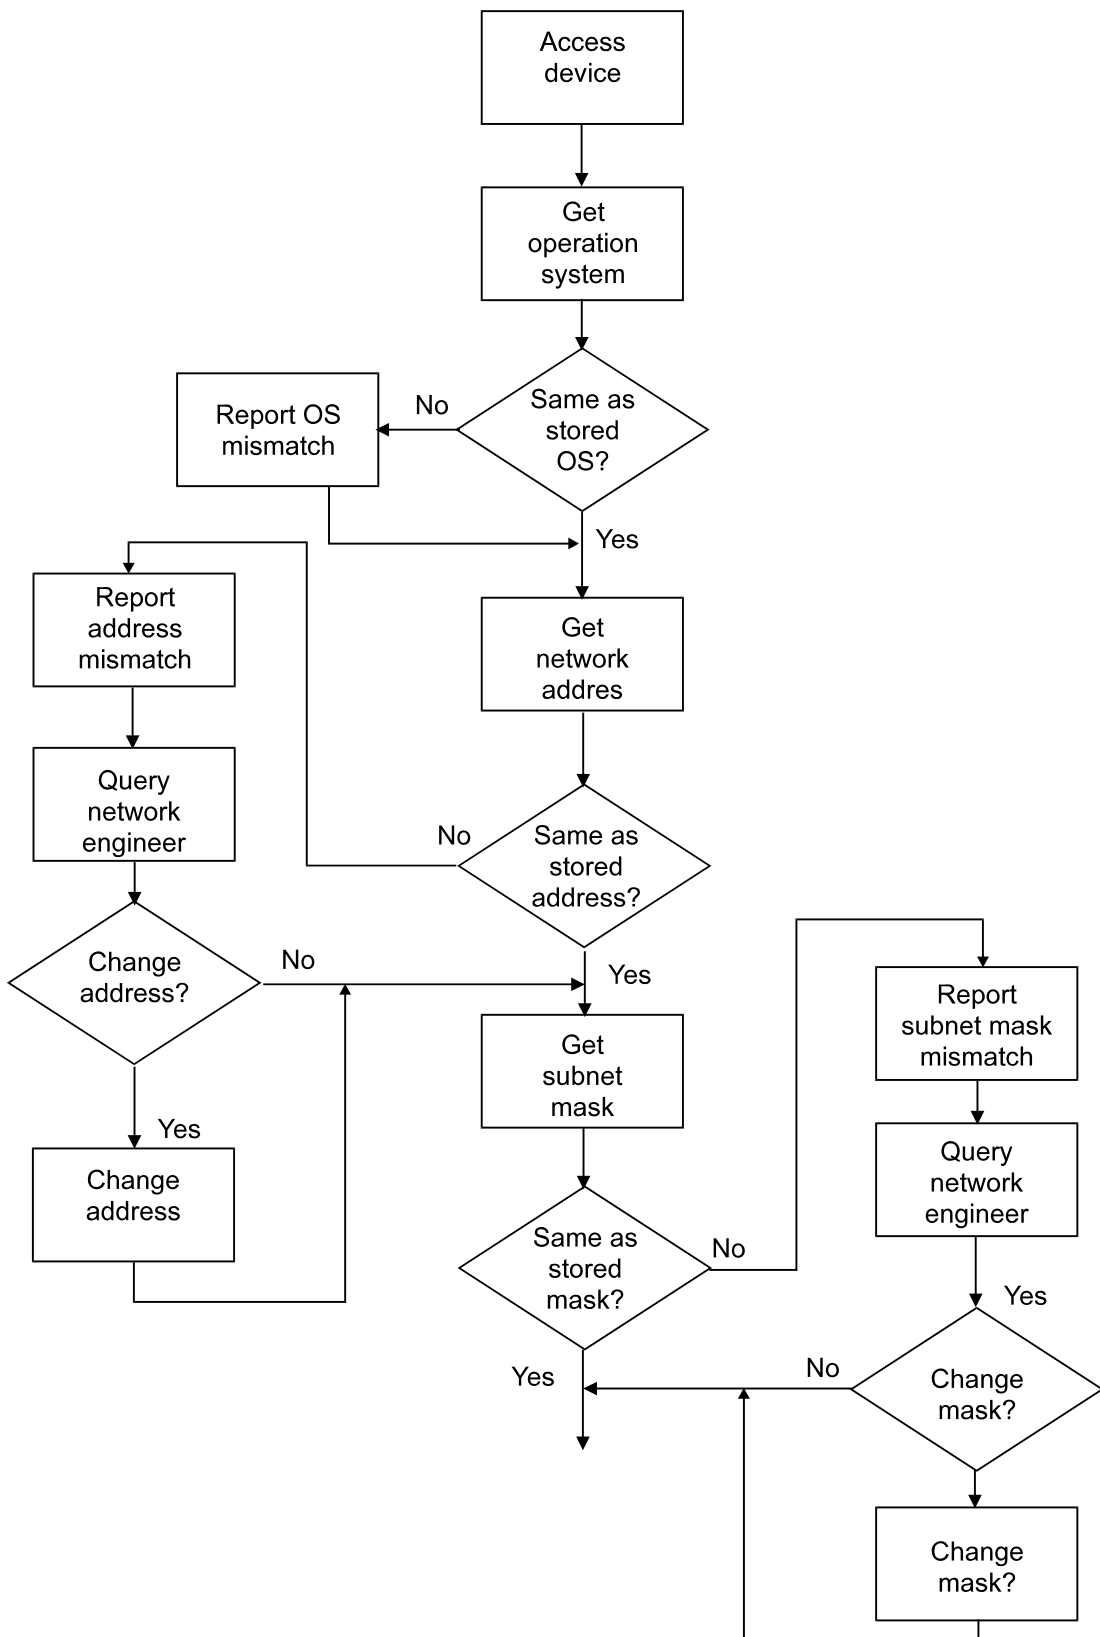 Access
device
Get
operation
system
Same as
stored
OS?
No
Report OS
mismatch
Yes
Get
network
addres
Same as
stored
address?
No
Report
address
mismatch
Query
network
engineer
Change
address?
No
Yes
Change
address
Yes
Get
subnet
mask
Same as
stored
mask?
No
Yes
Report
subnet mask
mismatch
Query
network
engineer
Yes
Change
mask?
No
Change
mask?